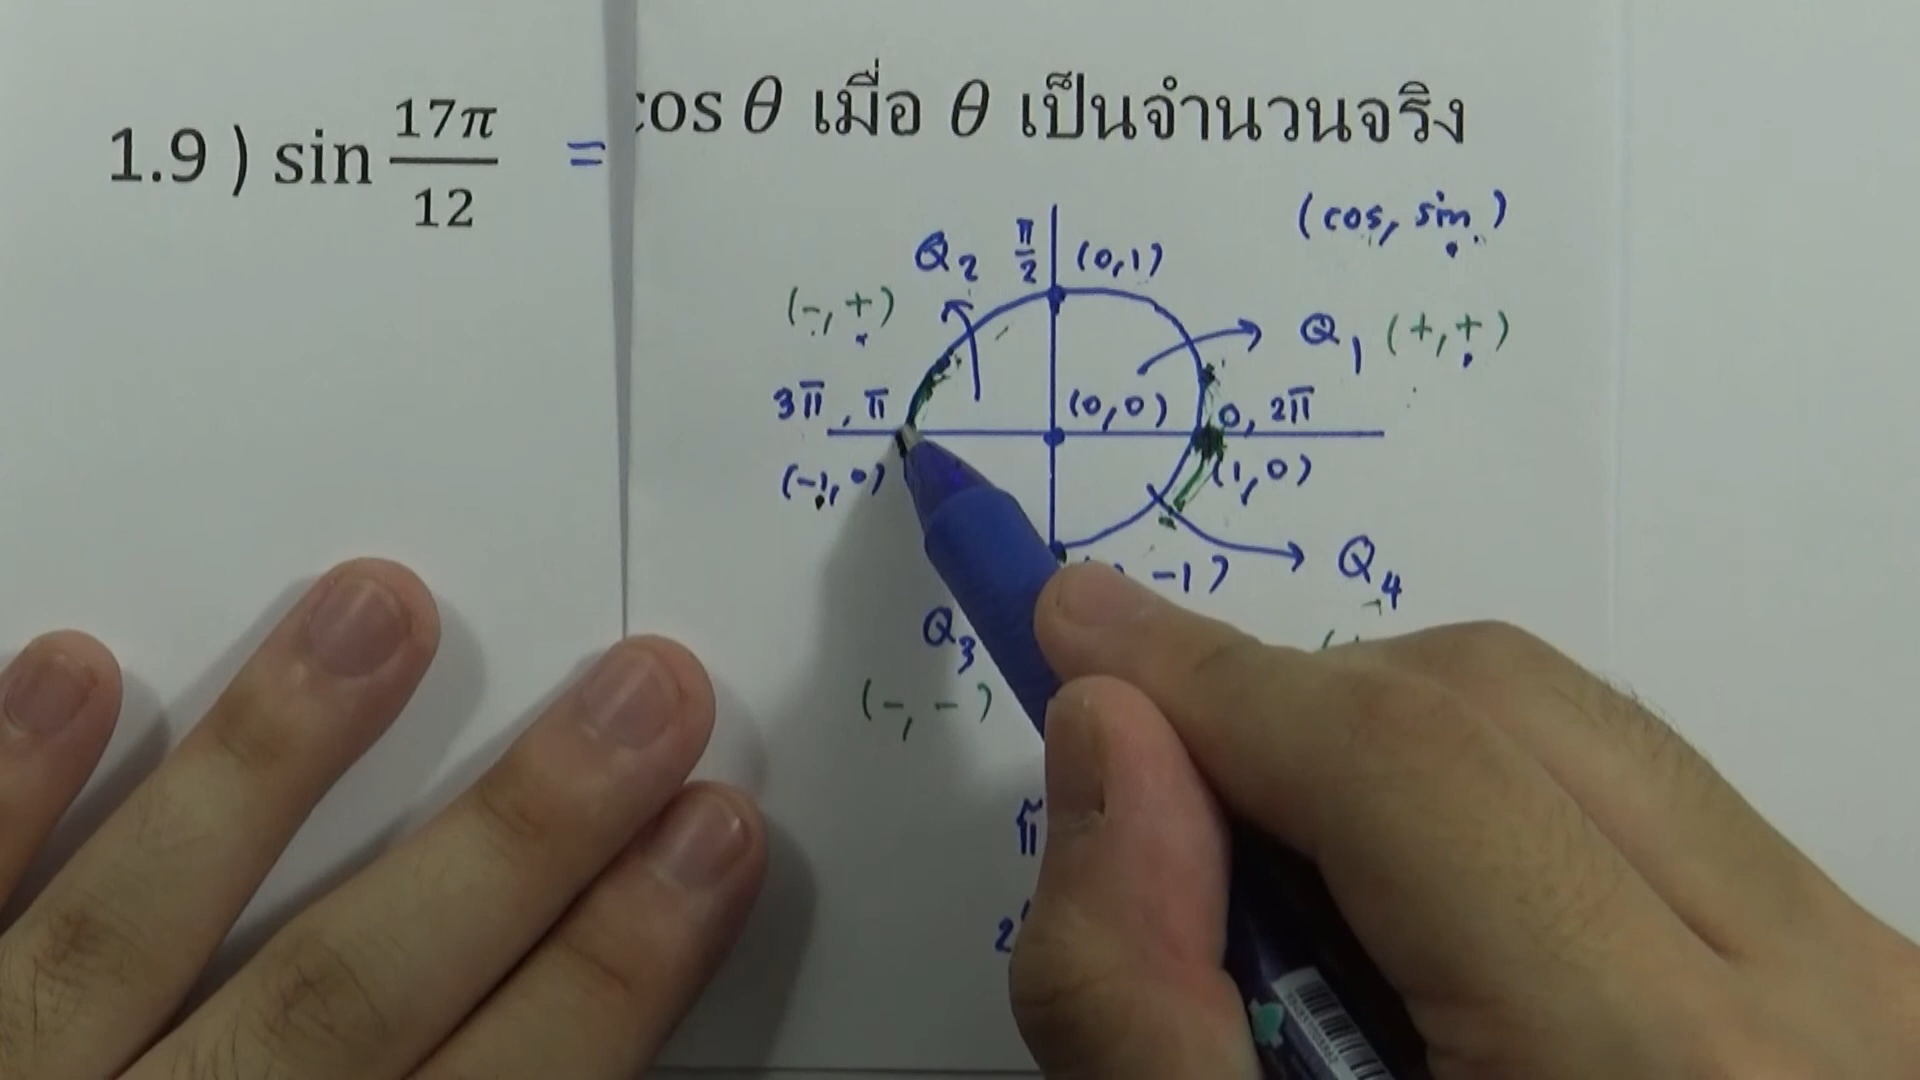 1.9 ) sin 17π/12 =
cos θ เมื่อ θ เป็นจำนวนจริง
(cos, sin)
Q2 π/2 (0,1)
(-,+) Q1 (+,+)
3π, π (0,0) 0, 2π
(-1,0) (1,0)
-1) Q4
Q3
(-,-)
π
2